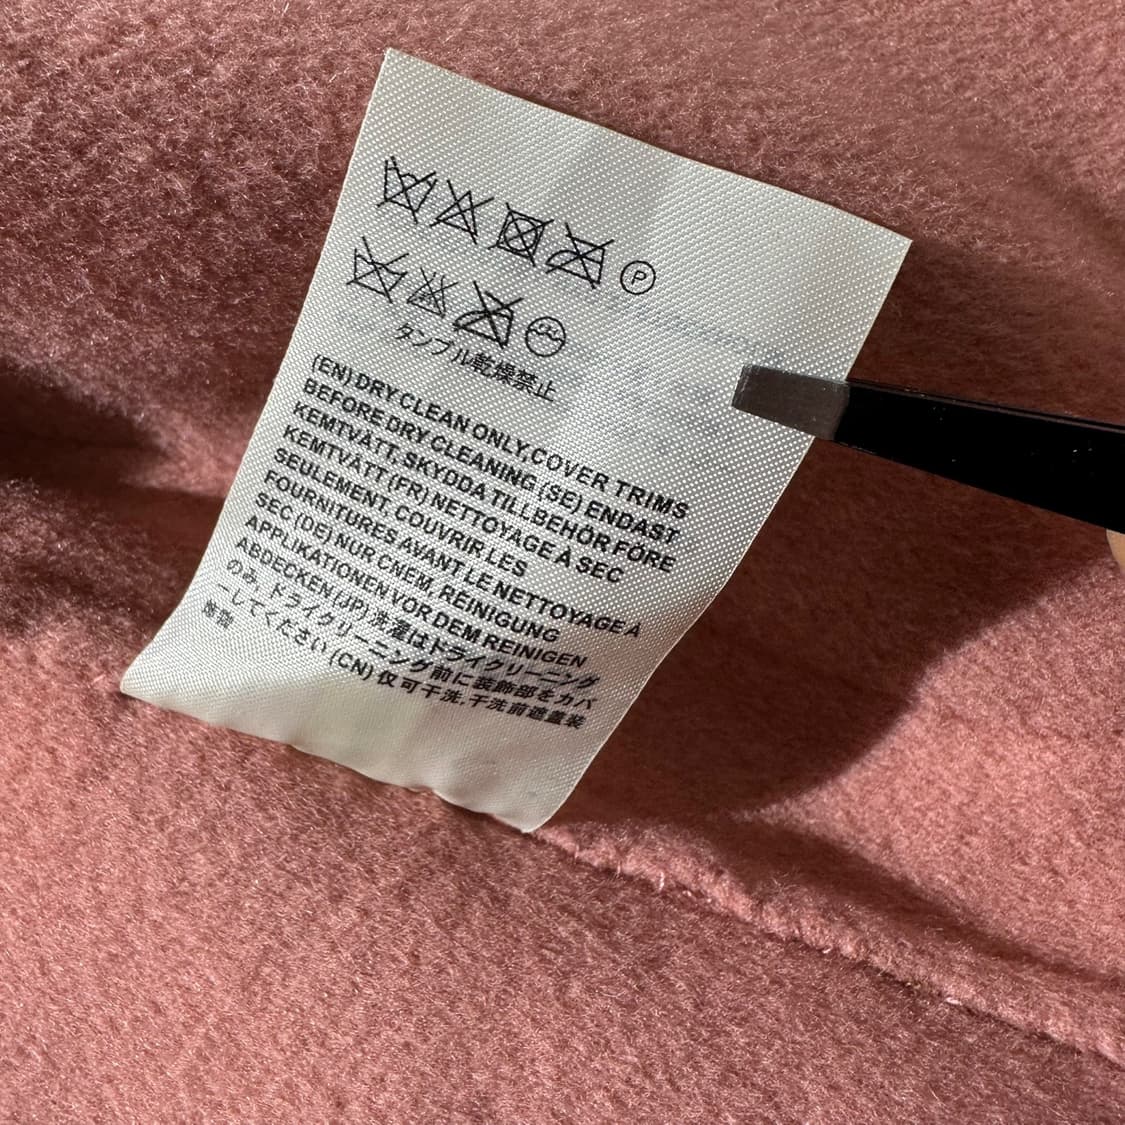 P
タンブル乾燥禁止
(EN) DRY CLEAN ONLY,COVER TRIMS
BEFORE DRY CLEANING (SE) ENDAST
KEMTVÄTT, SKYDDA TILLBEHÖR FÖRE
KEMTVÄTT (FR) NETTOYAGE À SEC
SEULEMENT, COUVRIR LES
FOURNITURES AVANT LE NETTOYAGE À
SEC (DE) NUR CHEM, REINIGUNG
APPLIKATIONEN VOR DEM REINIGEN
ABDECKEN (JP) 洗濯はドライクリーニング
のみ, ドライクリーニング前に装飾部をカバ
ーしてください (CN) 仅可干洗, 干洗前遮盖装